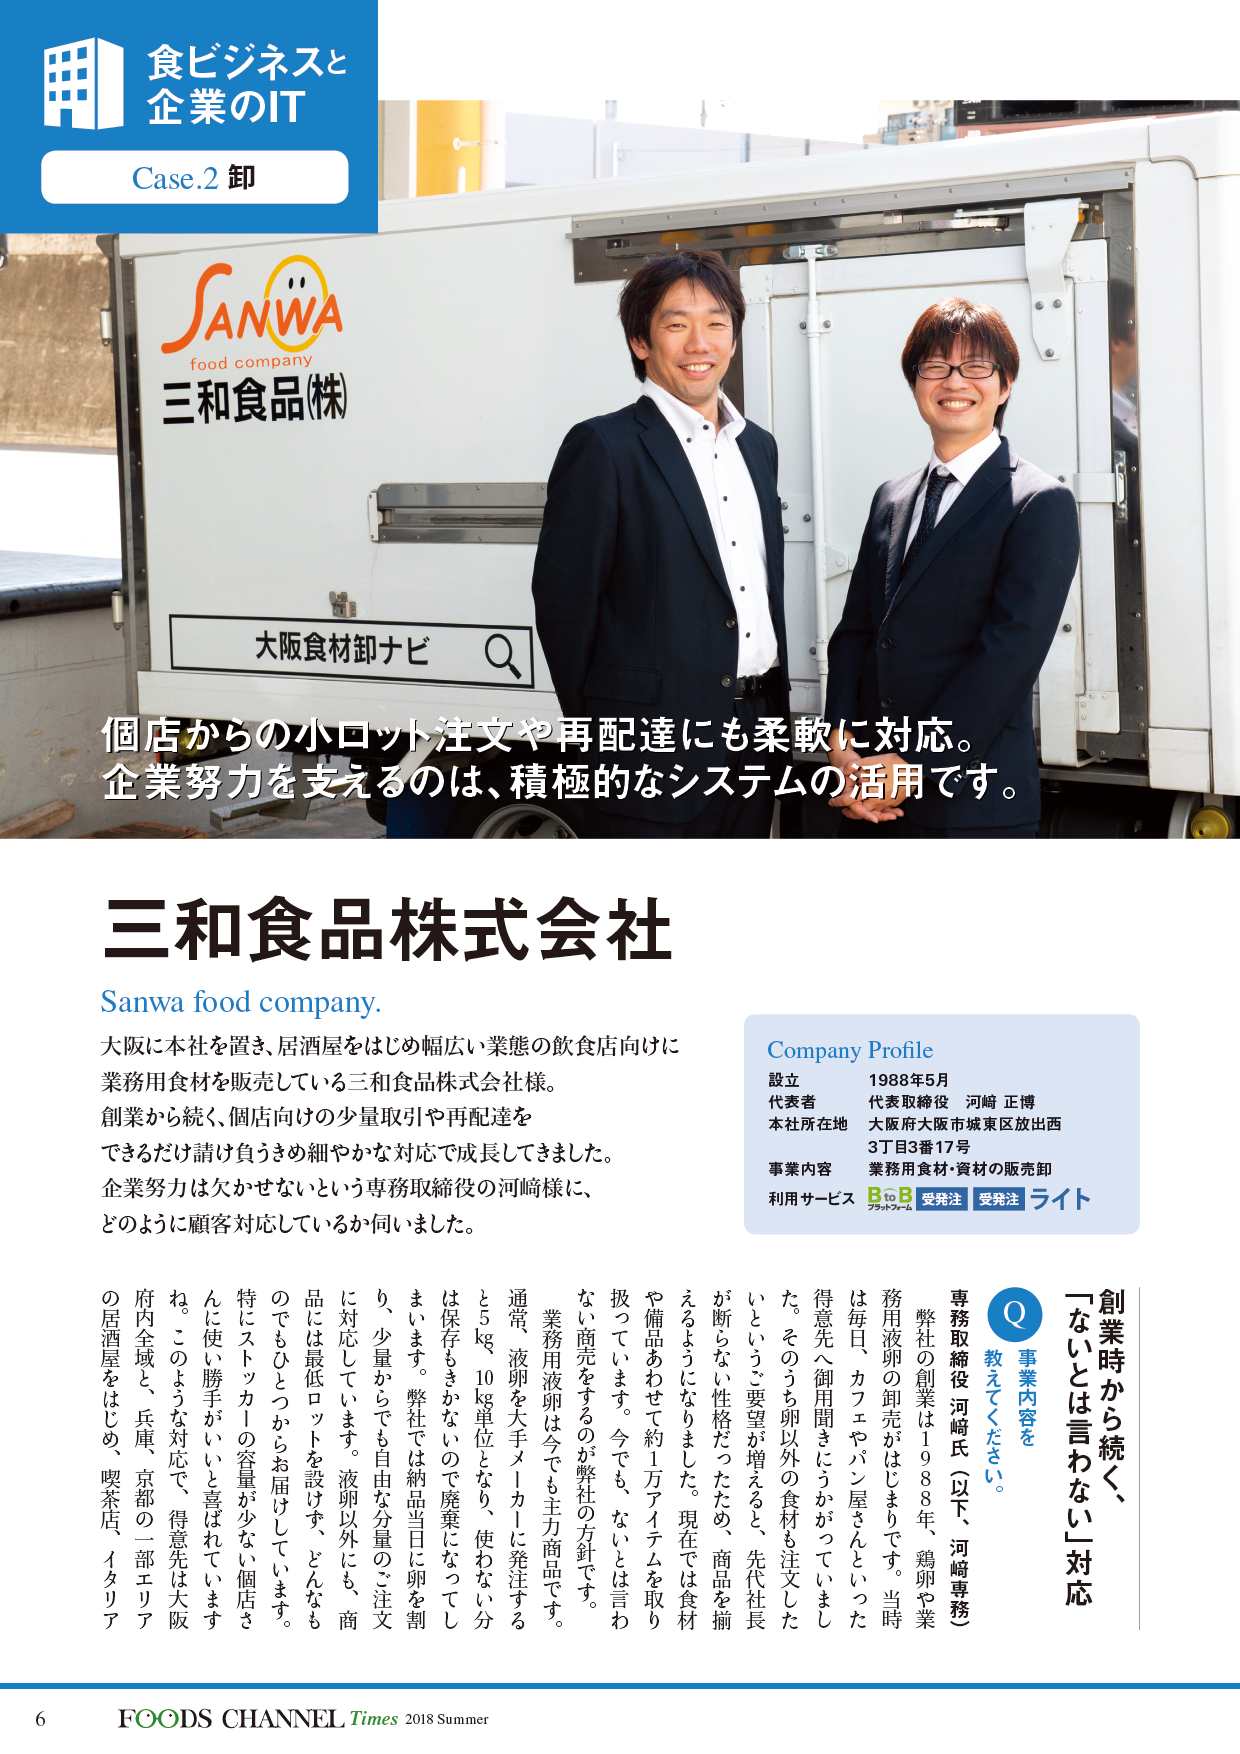 食ビジネスと
企業のIT
Case.2 卸
SANWA
food company
三和食品(株)
大阪食材卸ナビ
個店からの小ロット注文や再配達にも柔軟に対応。
企業努力を支えるのは、積極的なシステムの活用です。
三和食品株式会社
Sanwa food company.
大阪に本社を置き、居酒屋をはじめ幅広い業態の飲食店向けに
業務用食材を販売している三和食品株式会社様。
創業から続く、個店向けの少量取引や再配達を
できるだけ請け負うきめ細やかな対応で成長してきました。
企業努力は欠かせないという専務取締役の河﨑様に、
どのように顧客対応しているか伺いました。
Company Profile
設立 1988年5月
代表者 代表取締役 河﨑 正博
本社所在地 大阪府大阪市城東区放出西
3丁目3番17号
事業内容 業務用食材・資材の販売卸
利用サービス BtoB プラットフォーム 受発注 受発注 ライト
創業時から続く、
「ないとは言わない」対応
Q 事業内容を
教えてください。
専務取締役 河﨑氏（以下、河﨑専務）
弊社の創業は1988年、鶏卵や業
務用液卵の卸売がはじまりです。当時
は毎日、カフェやパン屋さんといった
得意先へ御用聞きにうかがっていまし
た。そのうち卵以外の食材も注文した
いというご要望が増えると、先代社長
が断らない性格だったため、商品を揃
えるようになりました。現在では食材
や備品あわせて約1万アイテムを取り
扱っています。今でも、ないとは言わ
ない商売をするのが弊社の方針です。
業務用液卵は今でも主力商品です。
通常、液卵を大手メーカーに発注する
と5kg、10kg単位となり、使わない分
は保存もきかないので廃棄になってし
まいます。弊社では納品当日に卵を割
り、少量からでも自由な分量のご注文
に対応しています。液卵以外にも、商
品には最低ロットを設けず、どんなも
のでもひとつからお届けしています。
特にストッカーの容量が少ない個店さ
んに使い勝手がいいと喜ばれています
ね。このような対応で、得意先は大阪
府内全域と、兵庫、京都の一部エリア
の居酒屋をはじめ、喫茶店、イタリア
6 FOODS CHANNEL Times 2018 Summer